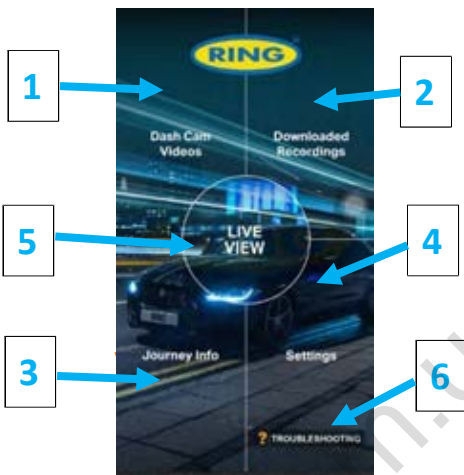 RING
1
2
Dash Cam
Videos
Downloaded
Recordings
LIVE
VIEW
5
4
Journey Info
Settings
3
6
? TROUBLESHOOTING